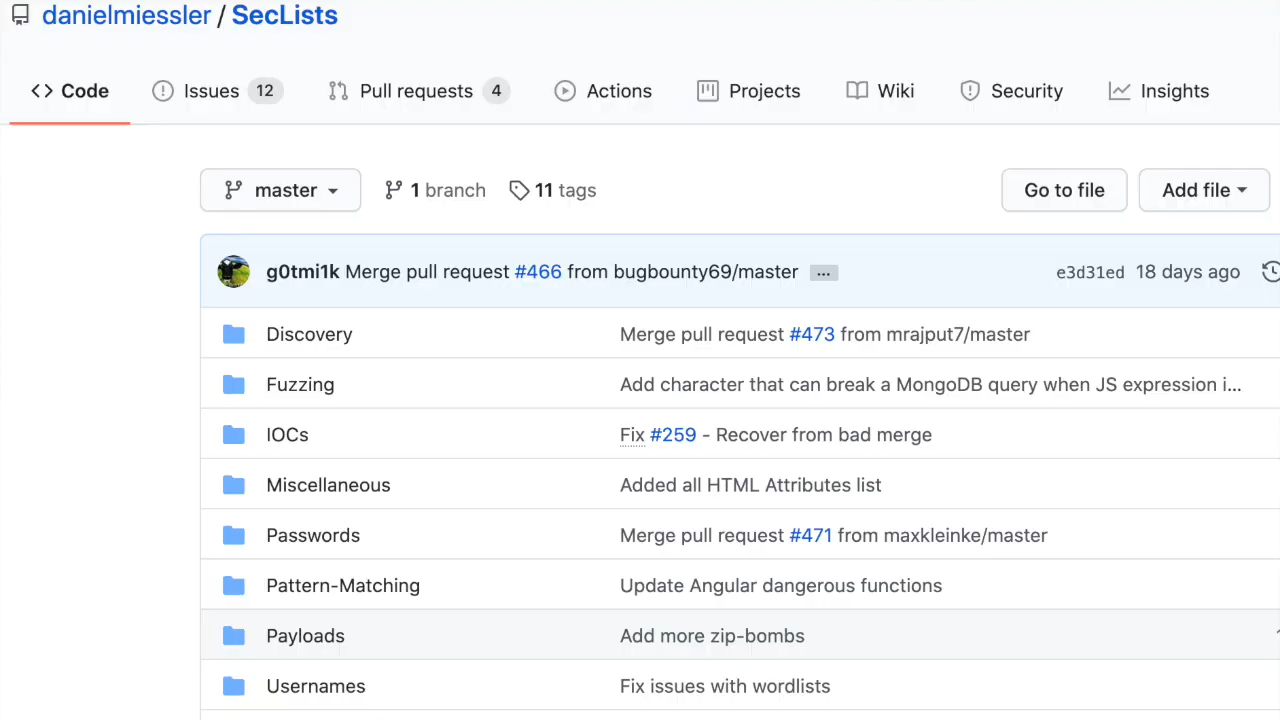 danielmiessler / SecLists
Code Issues 12 Pull requests 4 Actions Projects Wiki Security Insights
master 1 branch 11 tags Go to file Add file
g0tmi1k Merge pull request #466 from bugbounty69/master ... e3d31ed 18 days ago
Discovery Merge pull request #473 from mrajput7/master
Fuzzing Add character that can break a MongoDB query when JS expression i...
IOCs Fix #259 - Recover from bad merge
Miscellaneous Added all HTML Attributes list
Passwords Merge pull request #471 from maxkleinke/master
Pattern-Matching Update Angular dangerous functions
Payloads Add more zip-bombs
Usernames Fix issues with wordlists